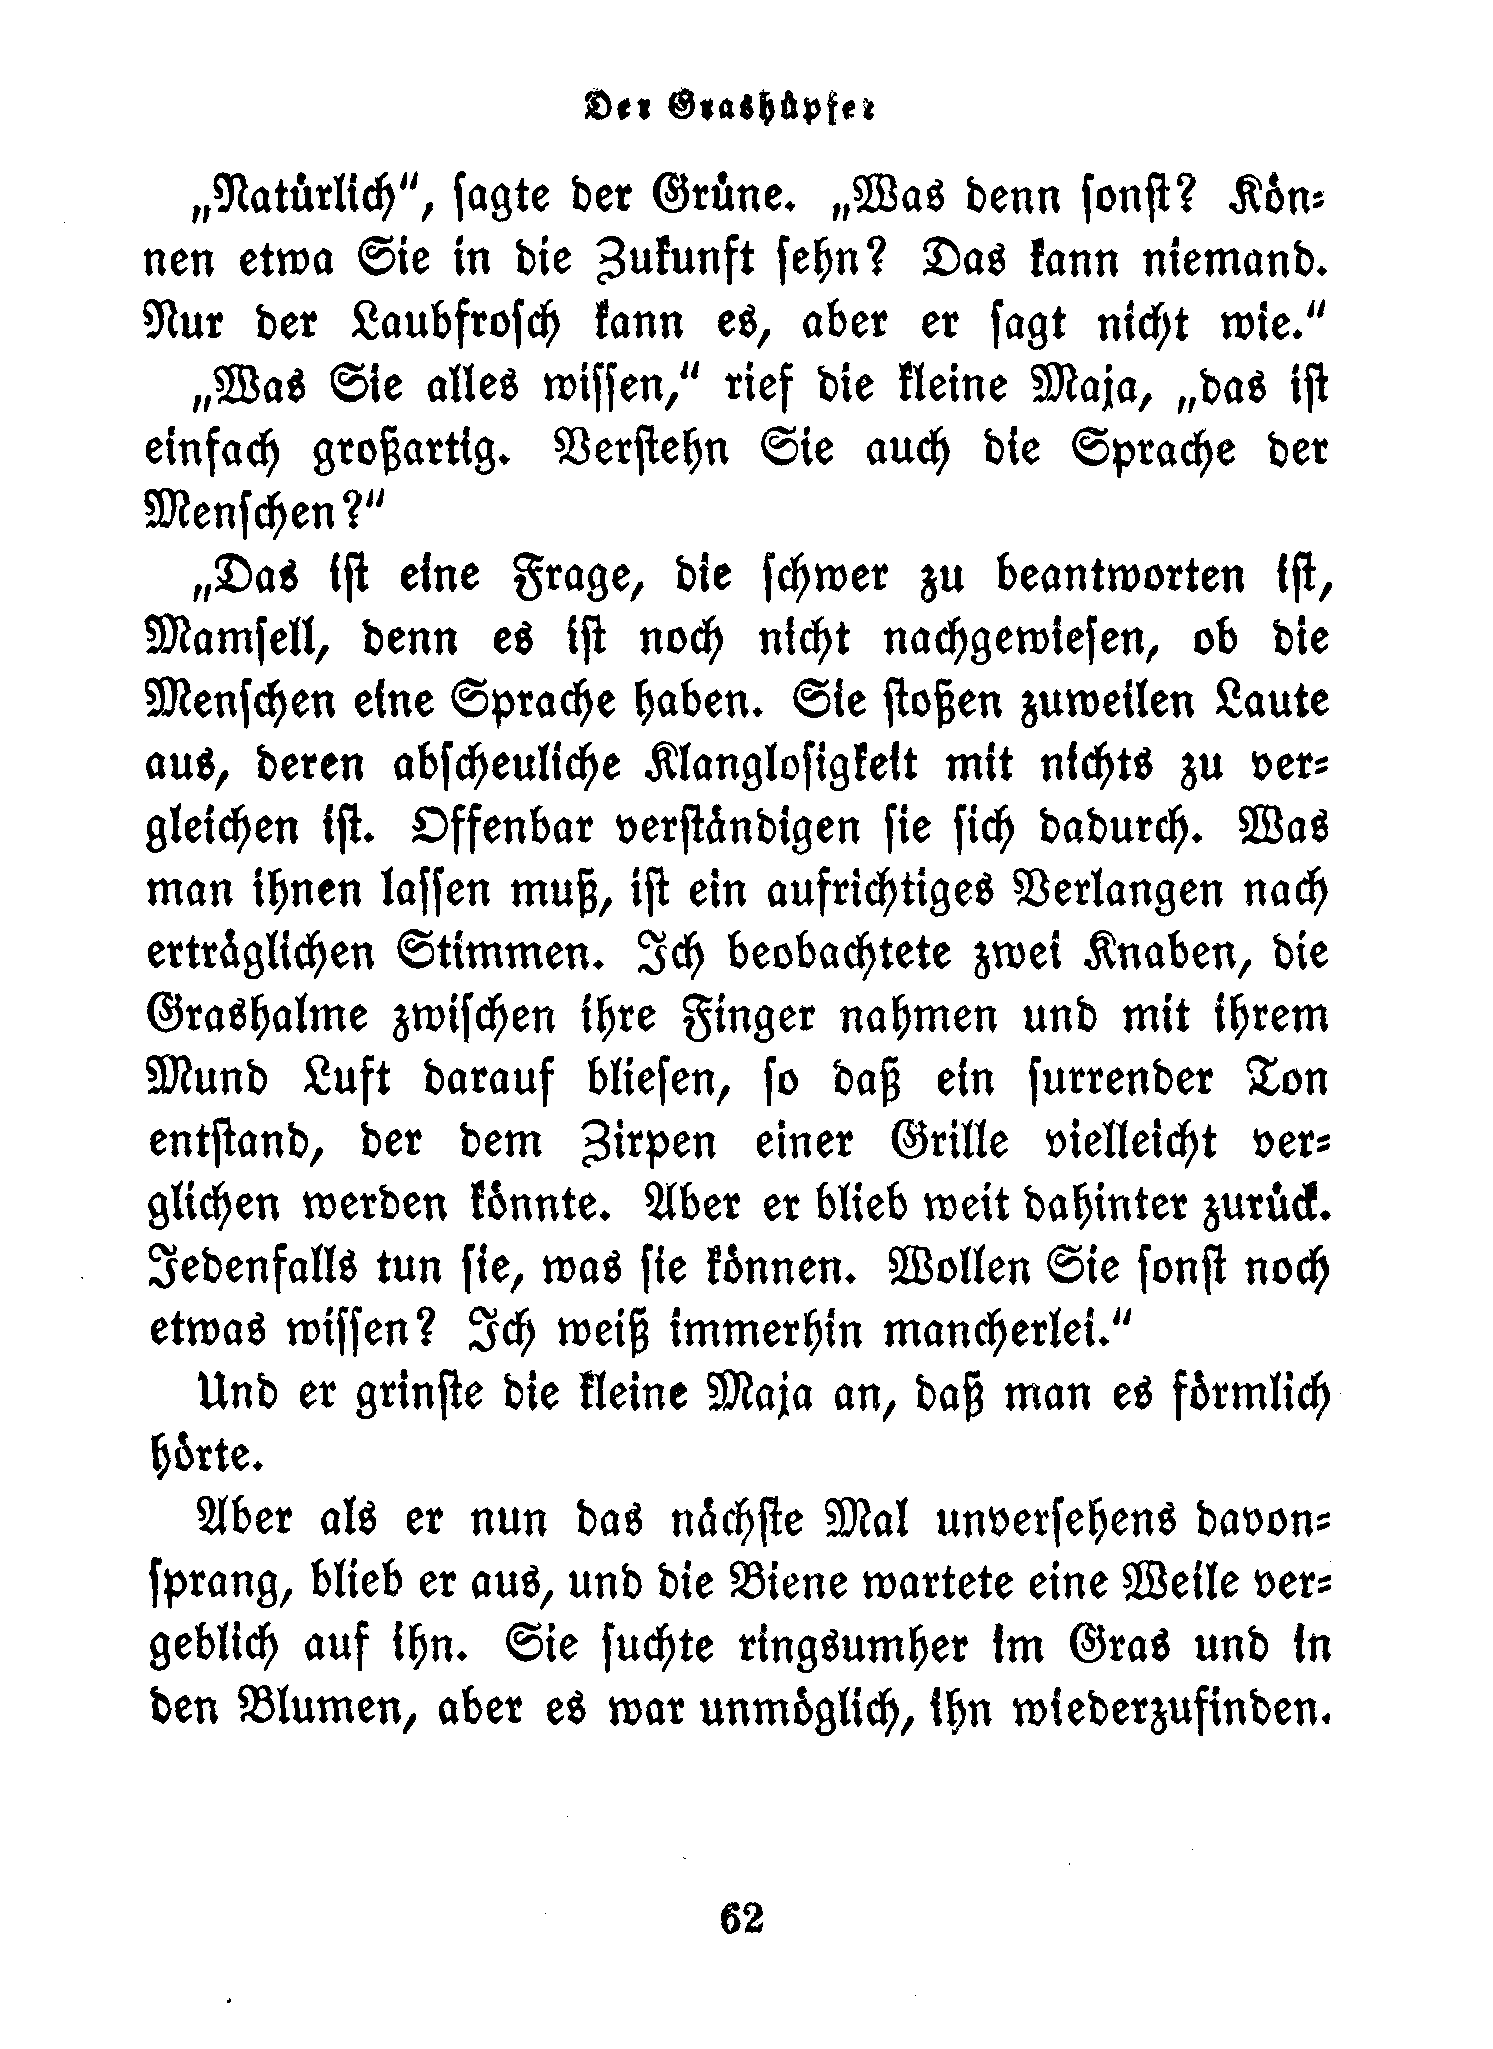 Der Grashüpfer
„Natürlich“, sagte der Grüne. „Was denn sonst? Kön-
nen etwa Sie in die Zukunft sehn? Das kann niemand.
Nur der Laubfrosch kann es, aber er sagt nicht wie.“
„Was Sie alles wissen,“ rief die kleine Maja, „das ist
einfach großartig. Verstehn Sie auch die Sprache der
Menschen?“
„Das ist eine Frage, die schwer zu beantworten ist,
Mamsell, denn es ist noch nicht nachgewiesen, ob die
Menschen eine Sprache haben. Sie stoßen zuweilen Laute
aus, deren abscheuliche Klanglosigkeit mit nichts zu ver-
gleichen ist. Offenbar verständigen sie sich dadurch. Was
man ihnen lassen muß, ist ein aufrichtiges Verlangen nach
erträglichen Stimmen. Ich beobachtete zwei Knaben, die
Grashalme zwischen ihre Finger nahmen und mit ihrem
Mund Luft darauf bliesen, so daß ein surrender Ton
entstand, der dem Zirpen einer Grille vielleicht ver-
glichen werden könnte. Aber er blieb weit dahinter zurück.
Jedenfalls tun sie, was sie können. Wollen Sie sonst noch
etwas wissen? Ich weiß immerhin mancherlei.“
Und er grinste die kleine Maja an, daß man es förmlich
hörte.
Aber als er nun das nächste Mal unversehens davon-
sprang, blieb er aus, und die Biene wartete eine Weile ver-
geblich auf ihn. Sie suchte ringsumher im Gras und in
den Blumen, aber es war unmöglich, ihn wiederzufinden.
62